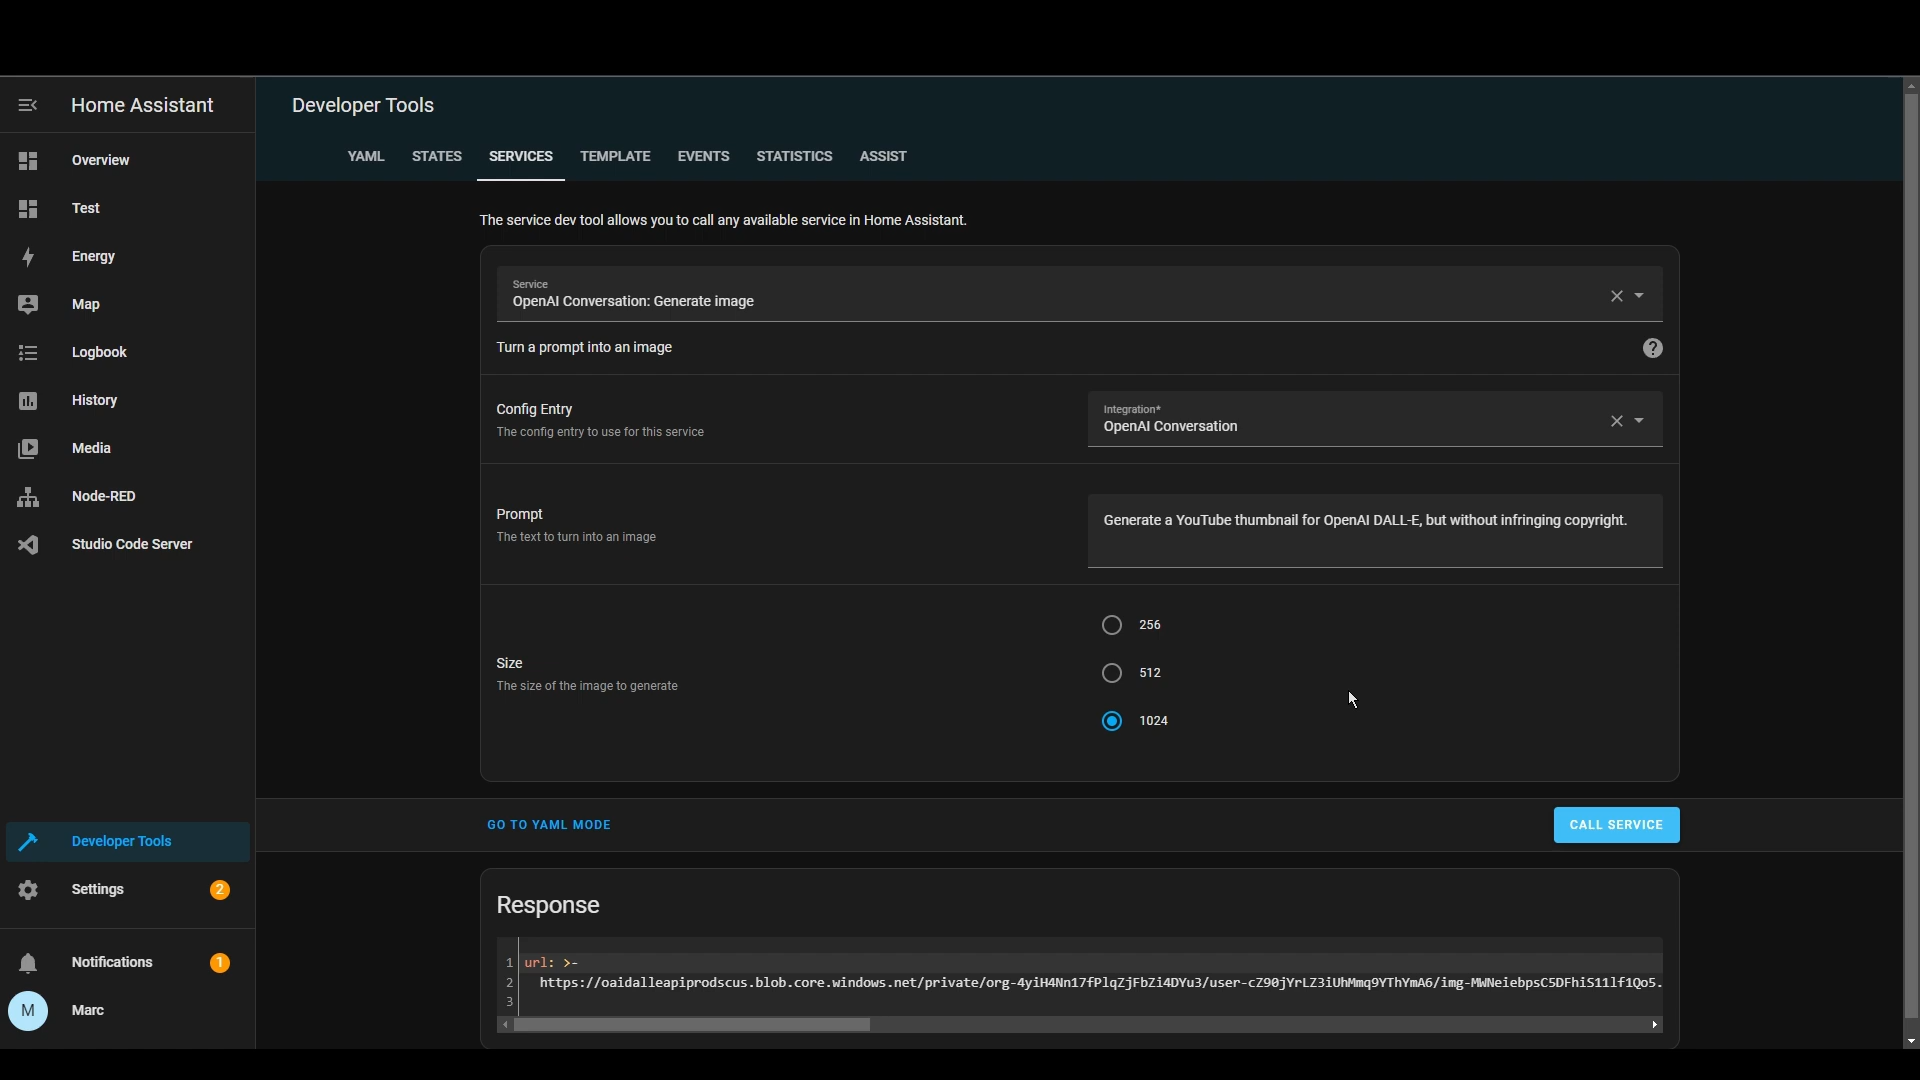 Home Assistant
Overview
Test
Energy
Map
Logbook
History
Media
Node-RED
Studio Code Server
Developer Tools
Settings 2
Notifications 1
M Marc
Developer Tools
YAML STATES SERVICES TEMPLATE EVENTS STATISTICS ASSIST
The service dev tool allows you to call any available service in Home Assistant.
Service
OpenAI Conversation: Generate image
Turn a prompt into an image
Config Entry
The config entry to use for this service
Integration*
OpenAI Conversation
Prompt
The text to turn into an image
Generate a YouTube thumbnail for OpenAI DALL-E, but without infringing copyright.
Size
The size of the image to generate
256
512
1024
GO TO YAML MODE
CALL SERVICE
Response
1 url: >-
2 https://oaidalleapiprodscus.blob.core.windows.net/private/org-4yiH4Nn17fPlqZjFbZi4DYu3/user-cZ90jYrLZ3iUhMmq9YThYmA6/img-MWNeiebpsC5DFhiS11lf1Qo5.
3